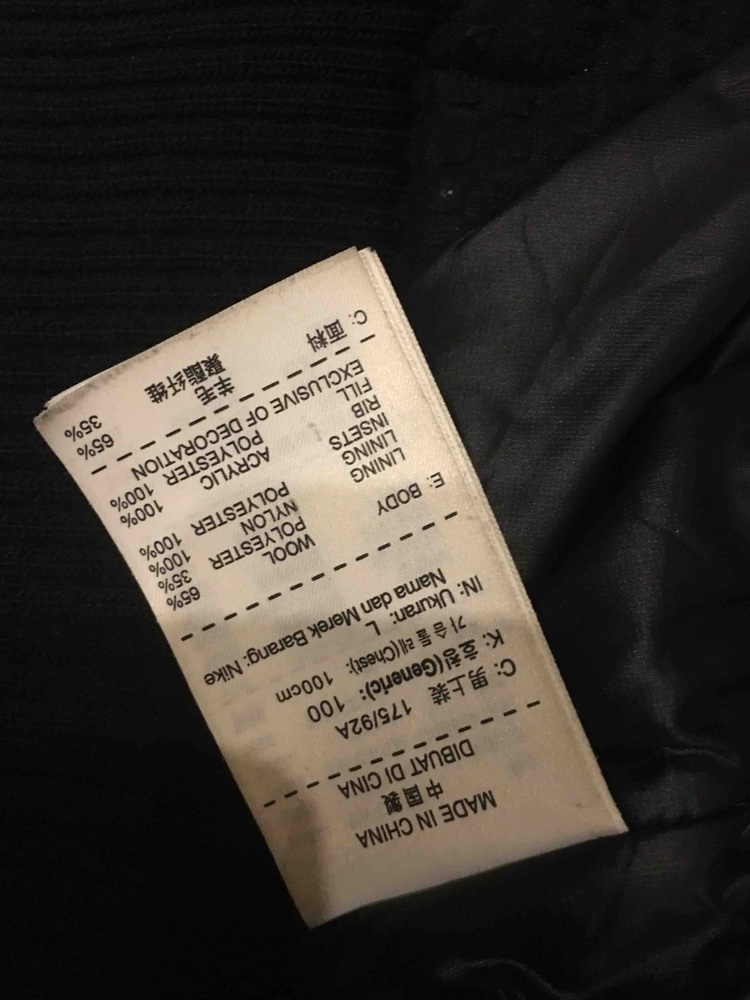 MADE IN CHINA
中国製
DIBUAT DI CINA
C: 男上装 175/92A
K: 호칭(Generic): 100
가슴둘레(Chest): 100cm
IN: Ukuran: L
Nama dan Merek Barang: Nike
E: BODY WOOL 65%
POLYESTER 35%
LINING NYLON 100%
LINING POLYESTER 100%
INSETS
RIB ACRYLIC 100%
FILL POLYESTER 100%
EXCLUSIVE OF DECORATION
C: 面料 羊毛 65%
聚酯纤维 35%